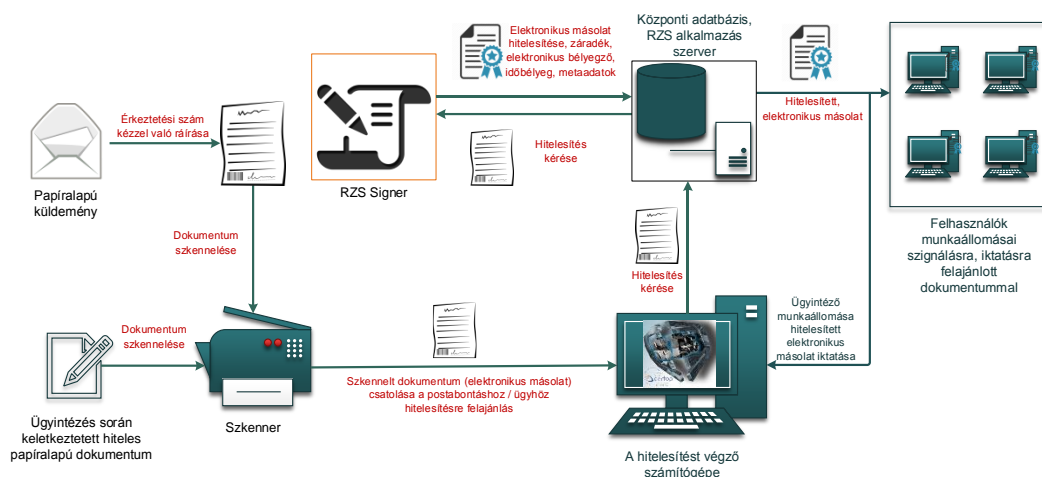 Elektronikus másolat
hitelesítése, záradék,
elektronikus bélyegző,
időbélyeg, metaadatok
Központi adatbázis,
RZS alkalmazás
szerver
Érkeztetési szám
kézzel való ráírása
Hitelesített,
elektronikus másolat
Hitelesítés
kérése
Papíralapú
küldemény
RZS Signer
Dokumentum
szkennelése
Felhasználók
munkaállomásai
szignálásra, iktatásra
felajánlott
dokumentummal
Hitelesítés
kérése
Ügyintéző
munkaállomása
hitelesített
elektronikus
másolat iktatása
Dokumentum
szkennelése
Szkennelt dokumentum (elektronikus másolat)
csatolása a postabontáshoz / ügyhöz
hitelesítésre felajánlás
Ügyintézés során
keletkeztetett hiteles
papíralapú dokumentum
Szkenner
A hitelesítést végző
számítógépe